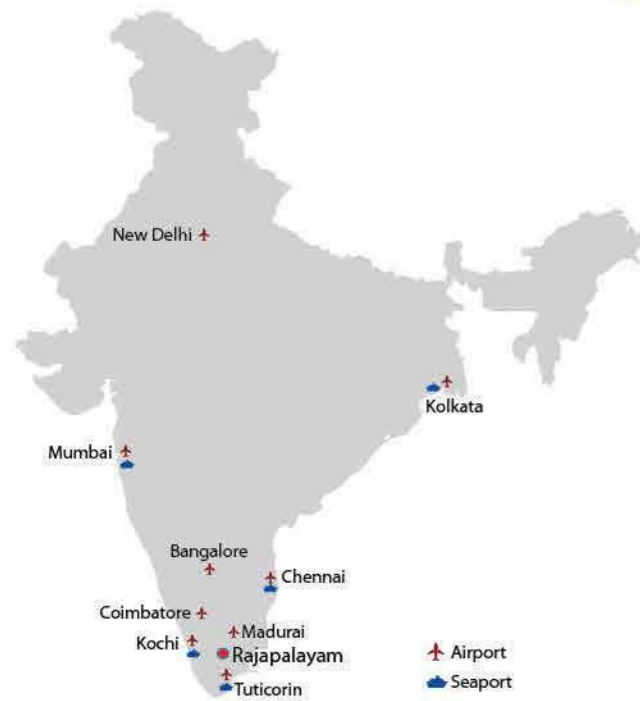 New Delhi
Kolkata
Mumbai
Bangalore
Chennai
Coimbatore
Madurai
Kochi
Rajapalayam
Tuticorin
Airport
Seaport